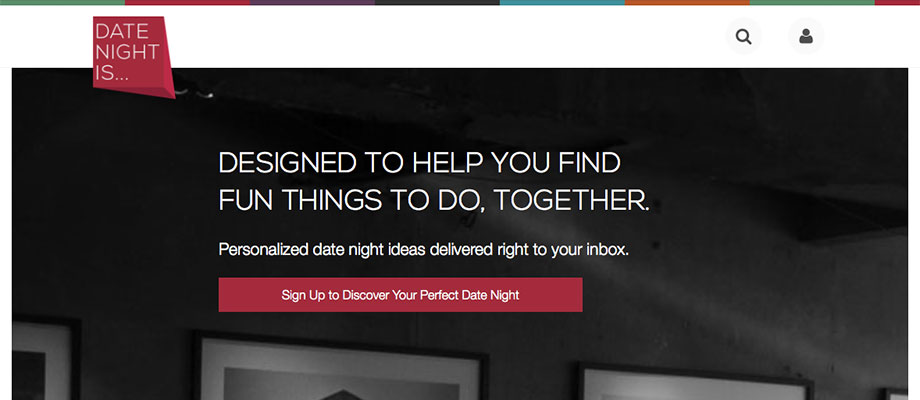 DATE
NIGHT
IS...
DESIGNED TO HELP YOU FIND
FUN THINGS TO DO, TOGETHER.
Personalized date night ideas delivered right to your inbox.
Sign Up to Discover Your Perfect Date Night